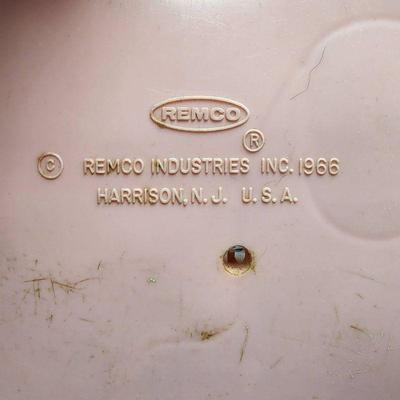 REMCO
®
© REMCO INDUSTRIES INC. 1966
HARRISON, N. J. U. S. A.